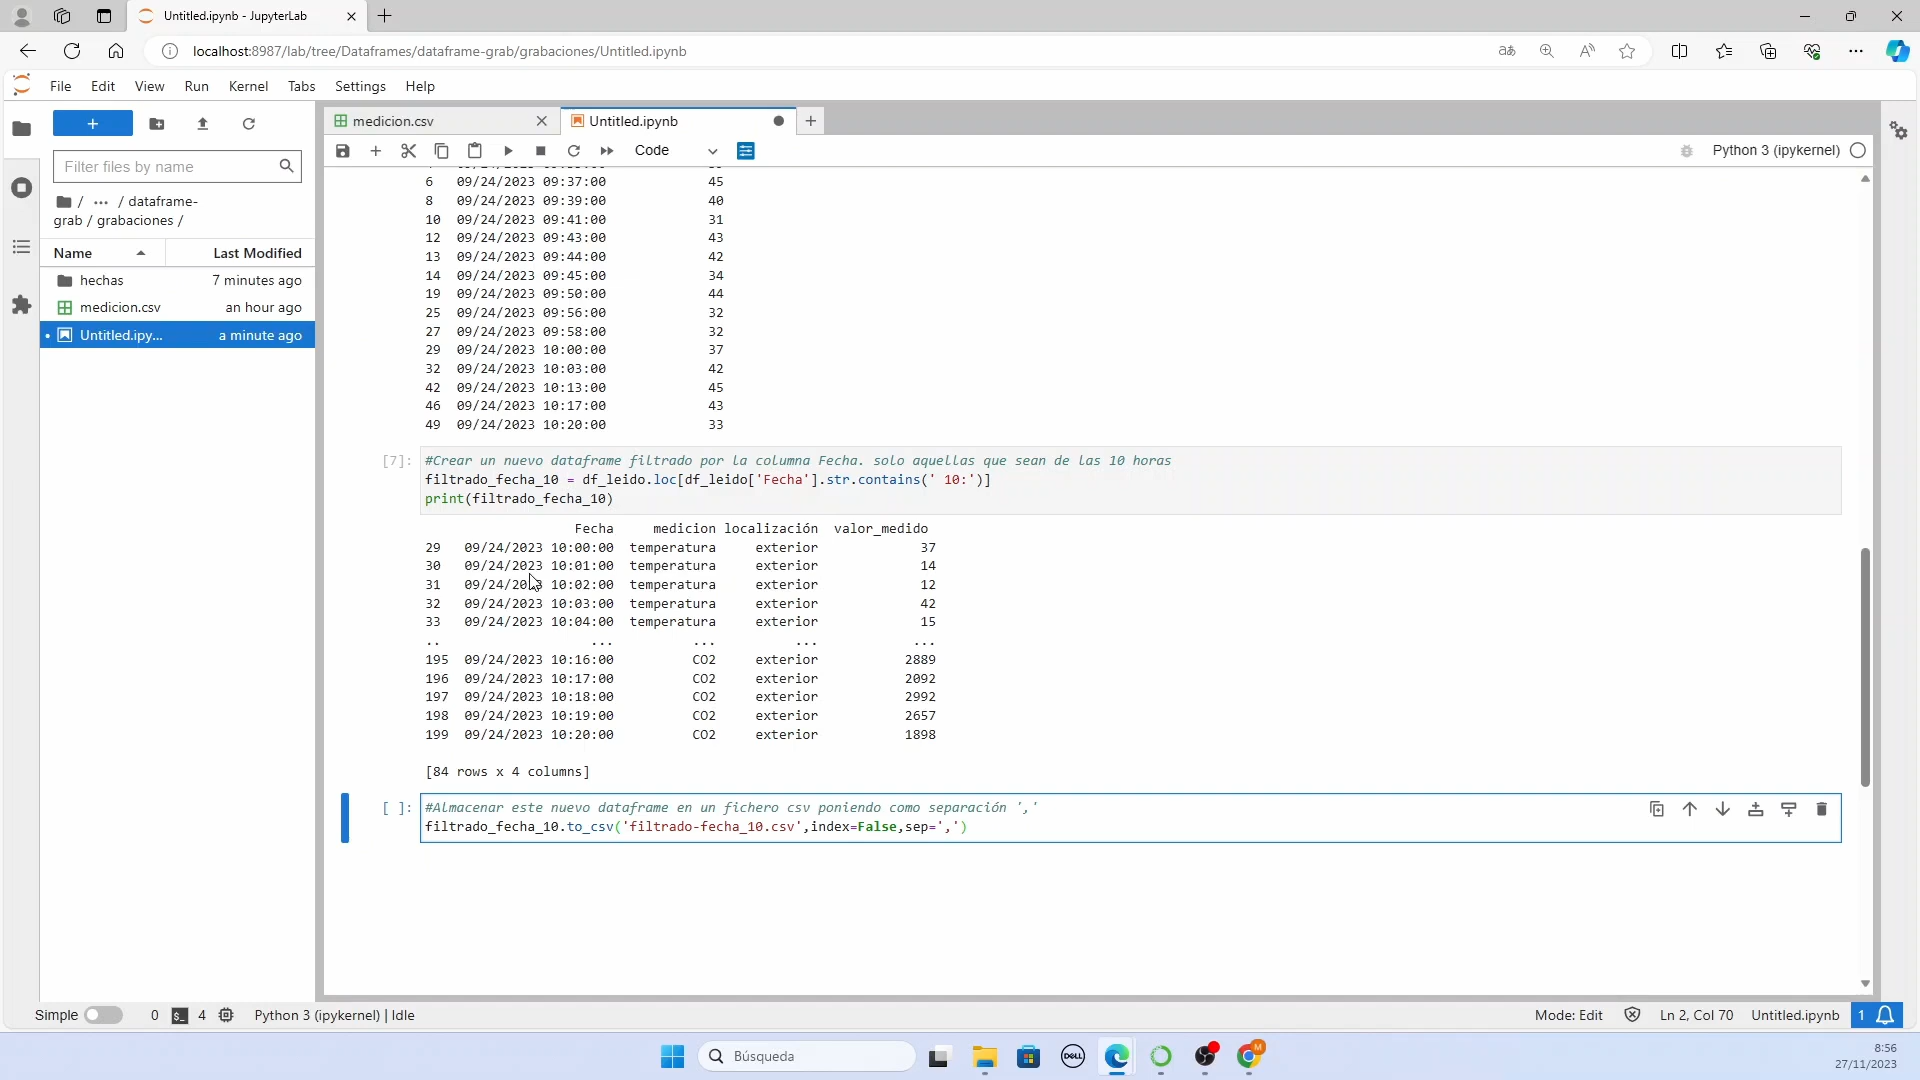 Untitled.ipynb - JupyterLab
localhost:8987/lab/tree/Dataframes/dataframe-grab/grabaciones/Untitled.ipynb
File Edit View Run Kernel Tabs Settings Help
medicion.csv
Untitled.ipynb
Filter files by name
Code
Python 3 (ipykernel)
/ ... / dataframe-
grab / grabaciones /
Name Last Modified
hechas 7 minutes ago
medicion.csv an hour ago
Untitled.ipy... a minute ago
6 09/24/2023 09:37:00 45
8 09/24/2023 09:39:00 40
10 09/24/2023 09:41:00 31
12 09/24/2023 09:43:00 43
13 09/24/2023 09:44:00 42
14 09/24/2023 09:45:00 34
19 09/24/2023 09:50:00 44
25 09/24/2023 09:56:00 32
27 09/24/2023 09:58:00 32
29 09/24/2023 10:00:00 37
32 09/24/2023 10:03:00 42
42 09/24/2023 10:13:00 45
46 09/24/2023 10:17:00 43
49 09/24/2023 10:20:00 33
[7]: #Crear un nuevo dataframe filtrado por la columna Fecha. solo aquellas que sean de las 10 horas
filtrado_fecha_10 = df_leido.loc[df_leido['Fecha'].str.contains(' 10:')]
print(filtrado_fecha_10)
Fecha medicion localización valor_medido
29 09/24/2023 10:00:00 temperatura exterior 37
30 09/24/2023 10:01:00 temperatura exterior 14
31 09/24/2023 10:02:00 temperatura exterior 12
32 09/24/2023 10:03:00 temperatura exterior 42
33 09/24/2023 10:04:00 temperatura exterior 15
.. ... ... ... ...
195 09/24/2023 10:16:00 CO2 exterior 2889
196 09/24/2023 10:17:00 CO2 exterior 2092
197 09/24/2023 10:18:00 CO2 exterior 2992
198 09/24/2023 10:19:00 CO2 exterior 2657
199 09/24/2023 10:20:00 CO2 exterior 1898
[84 rows x 4 columns]
[ ]: #Almacenar este nuevo dataframe en un fichero csv poniendo como separación ','
filtrado_fecha_10.to_csv('filtrado-fecha_10.csv',index=False,sep=',')
Simple 0 4 Python 3 (ipykernel) | Idle Mode: Edit Ln 2, Col 70 Untitled.ipynb 1
Búsqueda
DELL
M
8:56
27/11/2023